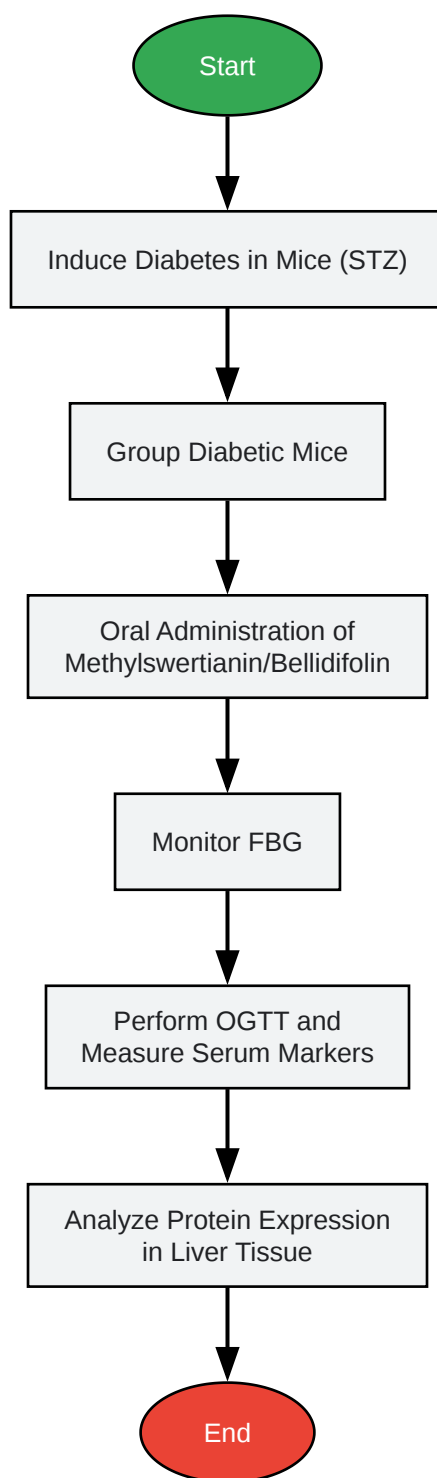 Start
Induce Diabetes in Mice (STZ)
Group Diabetic Mice
Oral Administration of
Methylswertianin/Bellidifolin
Monitor FBG
Perform OGTT and
Measure Serum Markers
Analyze Protein Expression
in Liver Tissue
End